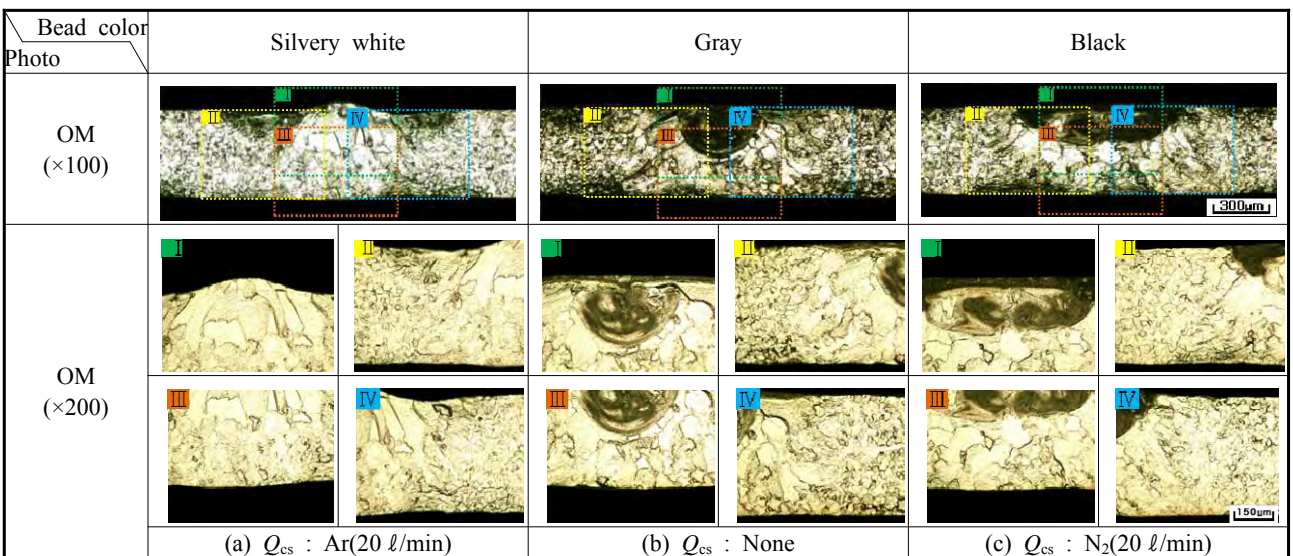 Bead color
Photo
Silvery white
Gray
Black
OM
(×100)
I
II
III
IV
I
II
III
IV
I
II
III
IV
300μm
OM
(×200)
I
II
I
II
I
II
III
IV
III
IV
III
IV
150μm
(a) Qcs : Ar(20 ℓ/min)
(b) Qcs : None
(c) Qcs : N₂(20 ℓ/min)